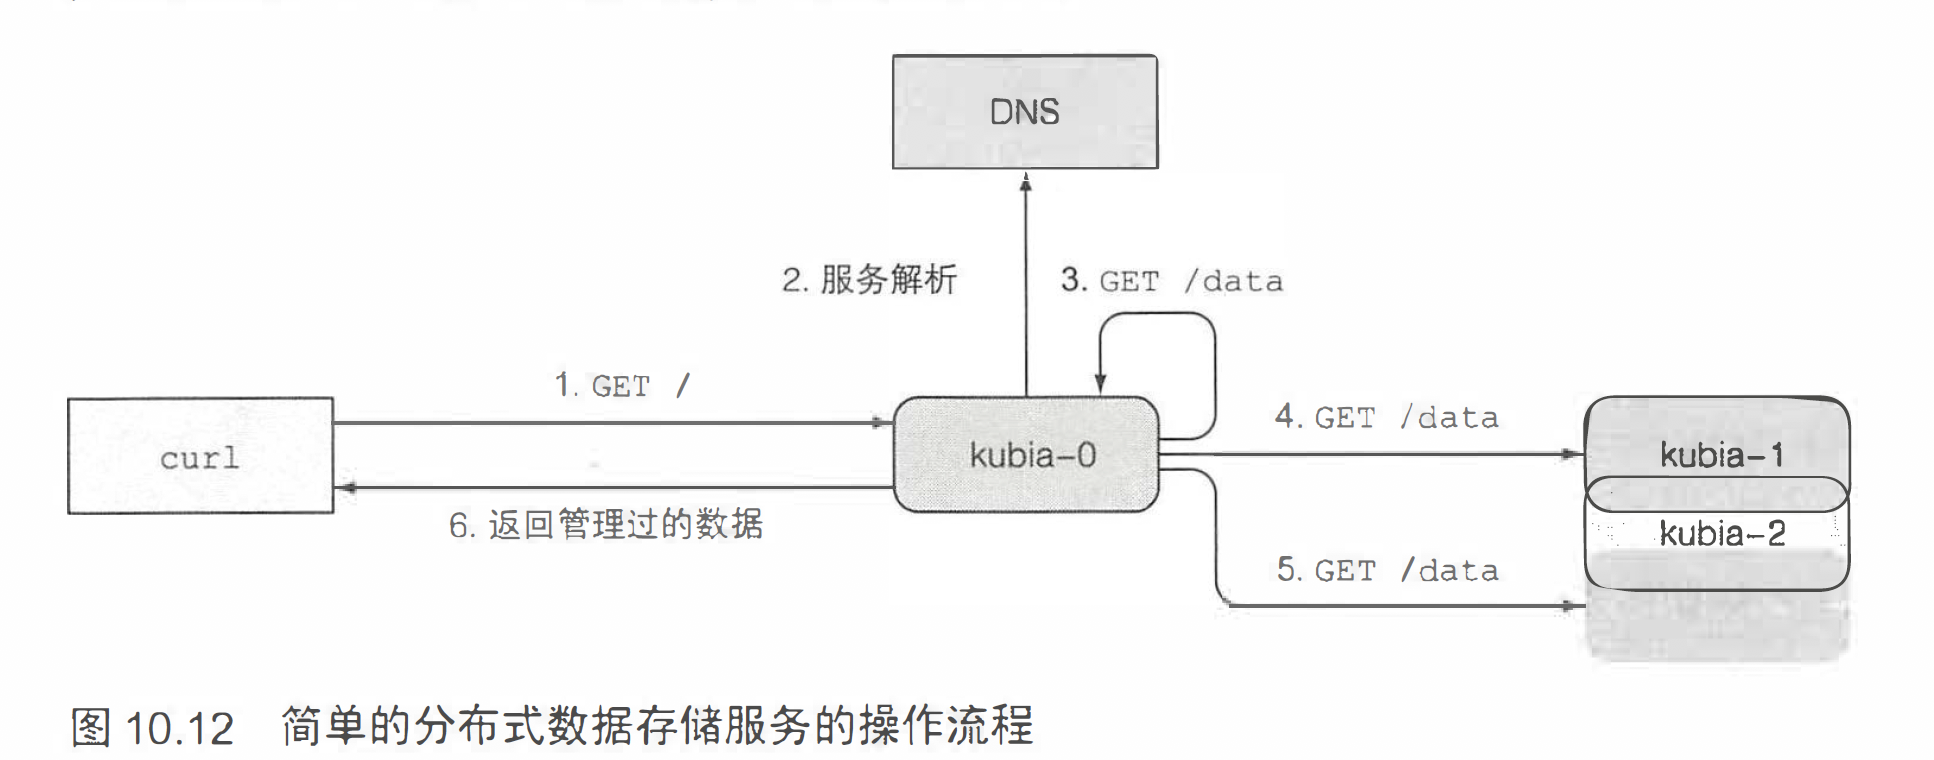 DNS
2. 服务解析
3. GET /data
1. GET /
4. GET /data
curl
kubia-0
kubia-1
6. 返回管理过的数据
kubia-2
5. GET /data
图 10.12 简单的分布式数据存储服务的操作流程